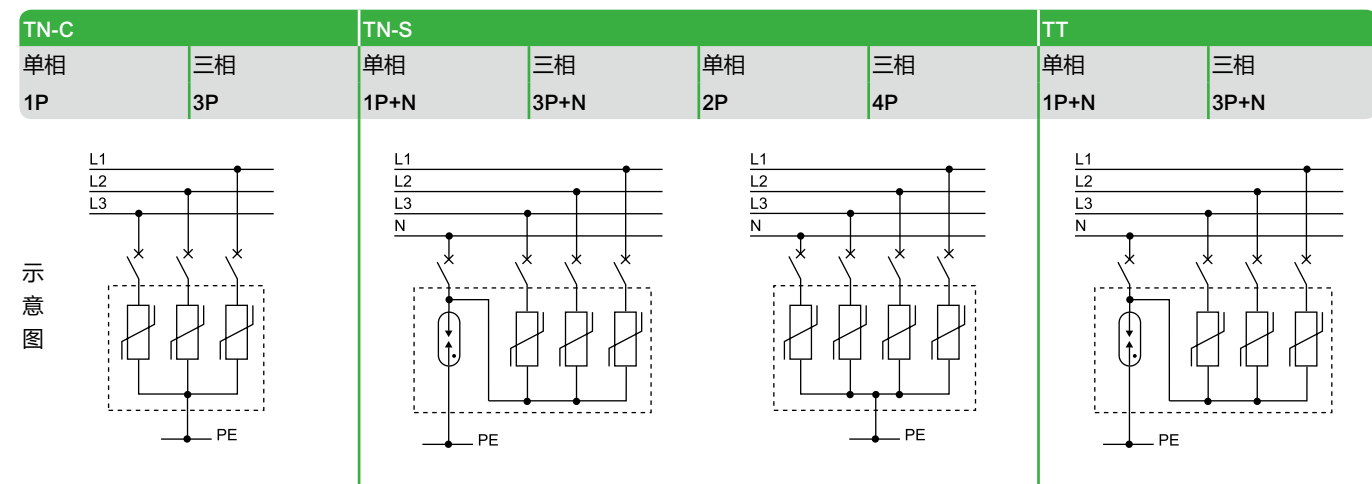 TN-C TN-S TT
单相 三相 单相 三相 单相 三相 单相 三相
1P 3P 1P+N 3P+N 2P 4P 1P+N 3P+N
示意图
L1
L2
L3
PE
L1
L2
L3
N
PE
L1
L2
L3
N
PE
L1
L2
L3
N
PE